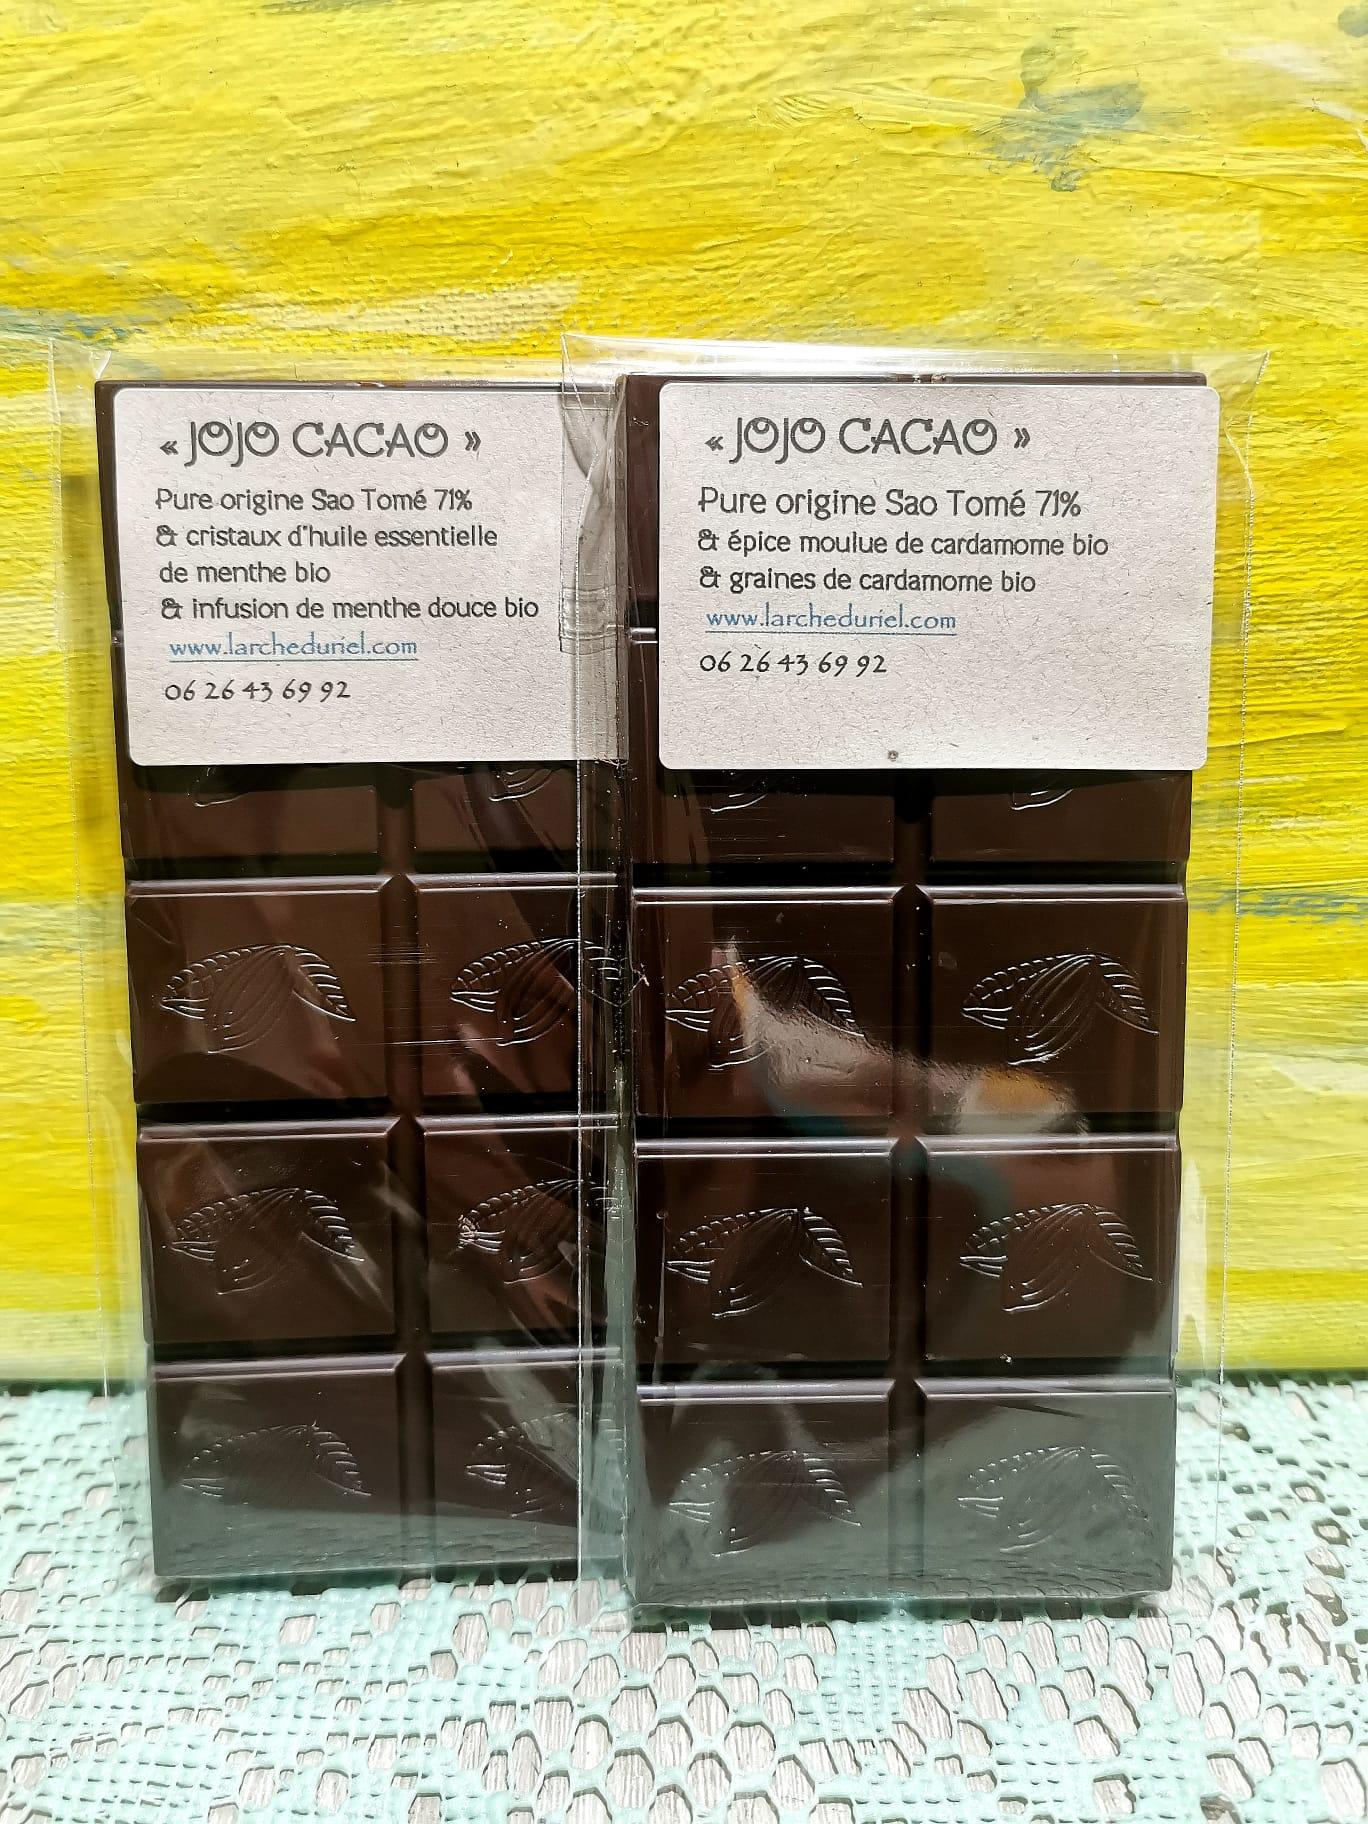 « JOJO CACAO »
Pure origine Sao Tomé 71%
& cristaux d'huile essentielle
de menthe bio
& infusion de menthe douce bio
www.larcheduriel.com
06 26 43 69 92
« JOJO CACAO »
Pure origine Sao Tomé 71%
& épice moulue de cardamome bio
& graines de cardamome bio
www.larcheduriel.com
06 26 43 69 92